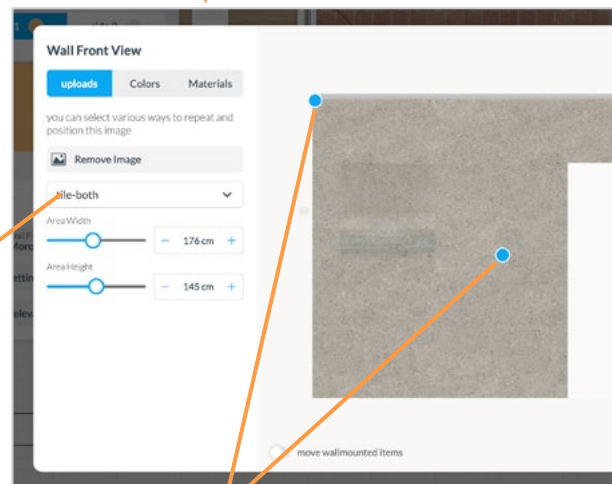 Wall Front View
uploads Colors Materials
you can select various ways to repeat and
position this image
Remove Image
tile-both
Area Width
− 176 cm +
Area Height
− 145 cm +
move wallmounted items